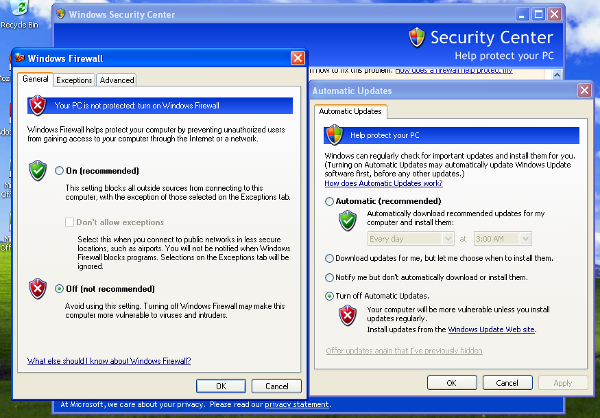 Recycle Bin
Windows Security Center
Security Center
Help protect your PC
how to fix this problem. How does a firewall help protect my
Windows Firewall
General
Exceptions
Advanced
Your PC is not protected: turn on Windows Firewall
Windows Firewall helps protect your computer by preventing unauthorized users
from gaining access to your computer through the Internet or a network.
On (recommended)
This setting blocks all outside sources from connecting to this
computer, with the exception of those selected on the Exceptions tab.
Don't allow exceptions
Select this when you connect to public networks in less secure
locations, such as airports. You will not be notified when Windows
Firewall blocks programs. Selections on the Exceptions tab will be
ignored.
Off (not recommended)
Avoid using this setting. Turning off Windows Firewall may make this
computer more vulnerable to viruses and intruders.
What else should I know about Windows Firewall?
OK
Cancel
Automatic Updates
Automatic Updates
Help protect your PC
Windows can regularly check for important updates and install them for you.
(Turning on Automatic Updates may automatically update Windows Update
software first, before any other updates.)
How does Automatic Updates work?
Automatic (recommended)
Automatically download recommended updates for my
computer and install them:
Every day at 3:00 AM
Download updates for me, but let me choose when to install them.
Notify me but don't automatically download or install them.
Turn off Automatic Updates.
Your computer will be more vulnerable unless you install
updates regularly.
Install updates from the Windows Update Web site.
Offer updates again that I've previously hidden
OK
Cancel
Apply
At Microsoft, we care about your privacy. Please read our privacy statement.